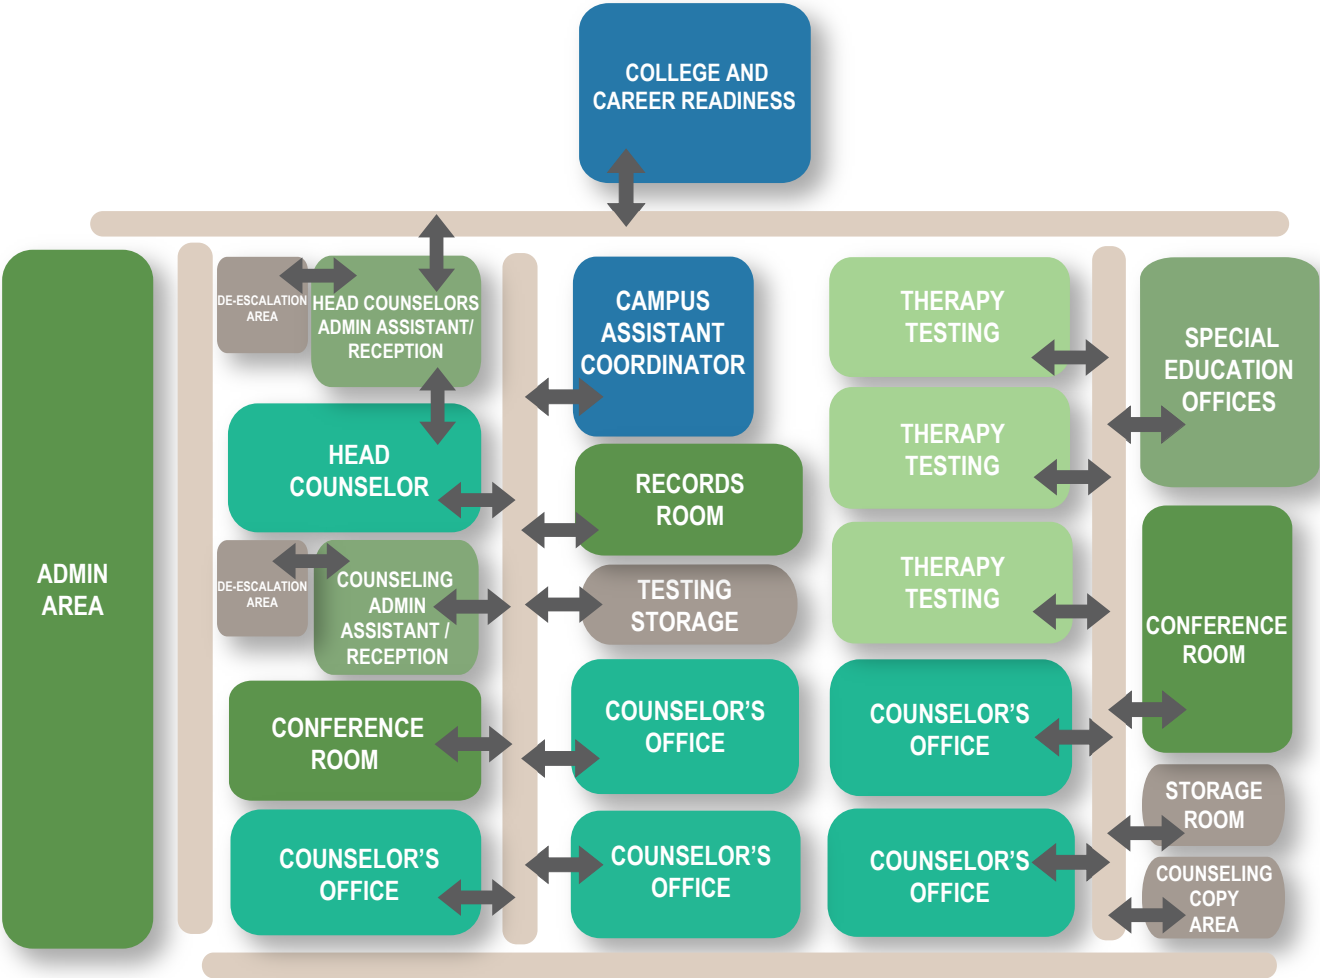 COLLEGE AND
CAREER READINESS
DE-ESCALATION
AREA
HEAD COUNSELORS
ADMIN ASSISTANT/
RECEPTION
CAMPUS
ASSISTANT
COORDINATOR
THERAPY
TESTING
SPECIAL
EDUCATION
OFFICES
HEAD
COUNSELOR
THERAPY
TESTING
RECORDS
ROOM
ADMIN
AREA
DE-ESCALATION
AREA
COUNSELING
ADMIN
ASSISTANT /
RECEPTION
TESTING
STORAGE
THERAPY
TESTING
CONFERENCE
ROOM
CONFERENCE
ROOM
COUNSELOR’S
OFFICE
COUNSELOR’S
OFFICE
STORAGE
ROOM
COUNSELOR’S
OFFICE
COUNSELOR’S
OFFICE
COUNSELOR’S
OFFICE
COUNSELING
COPY
AREA